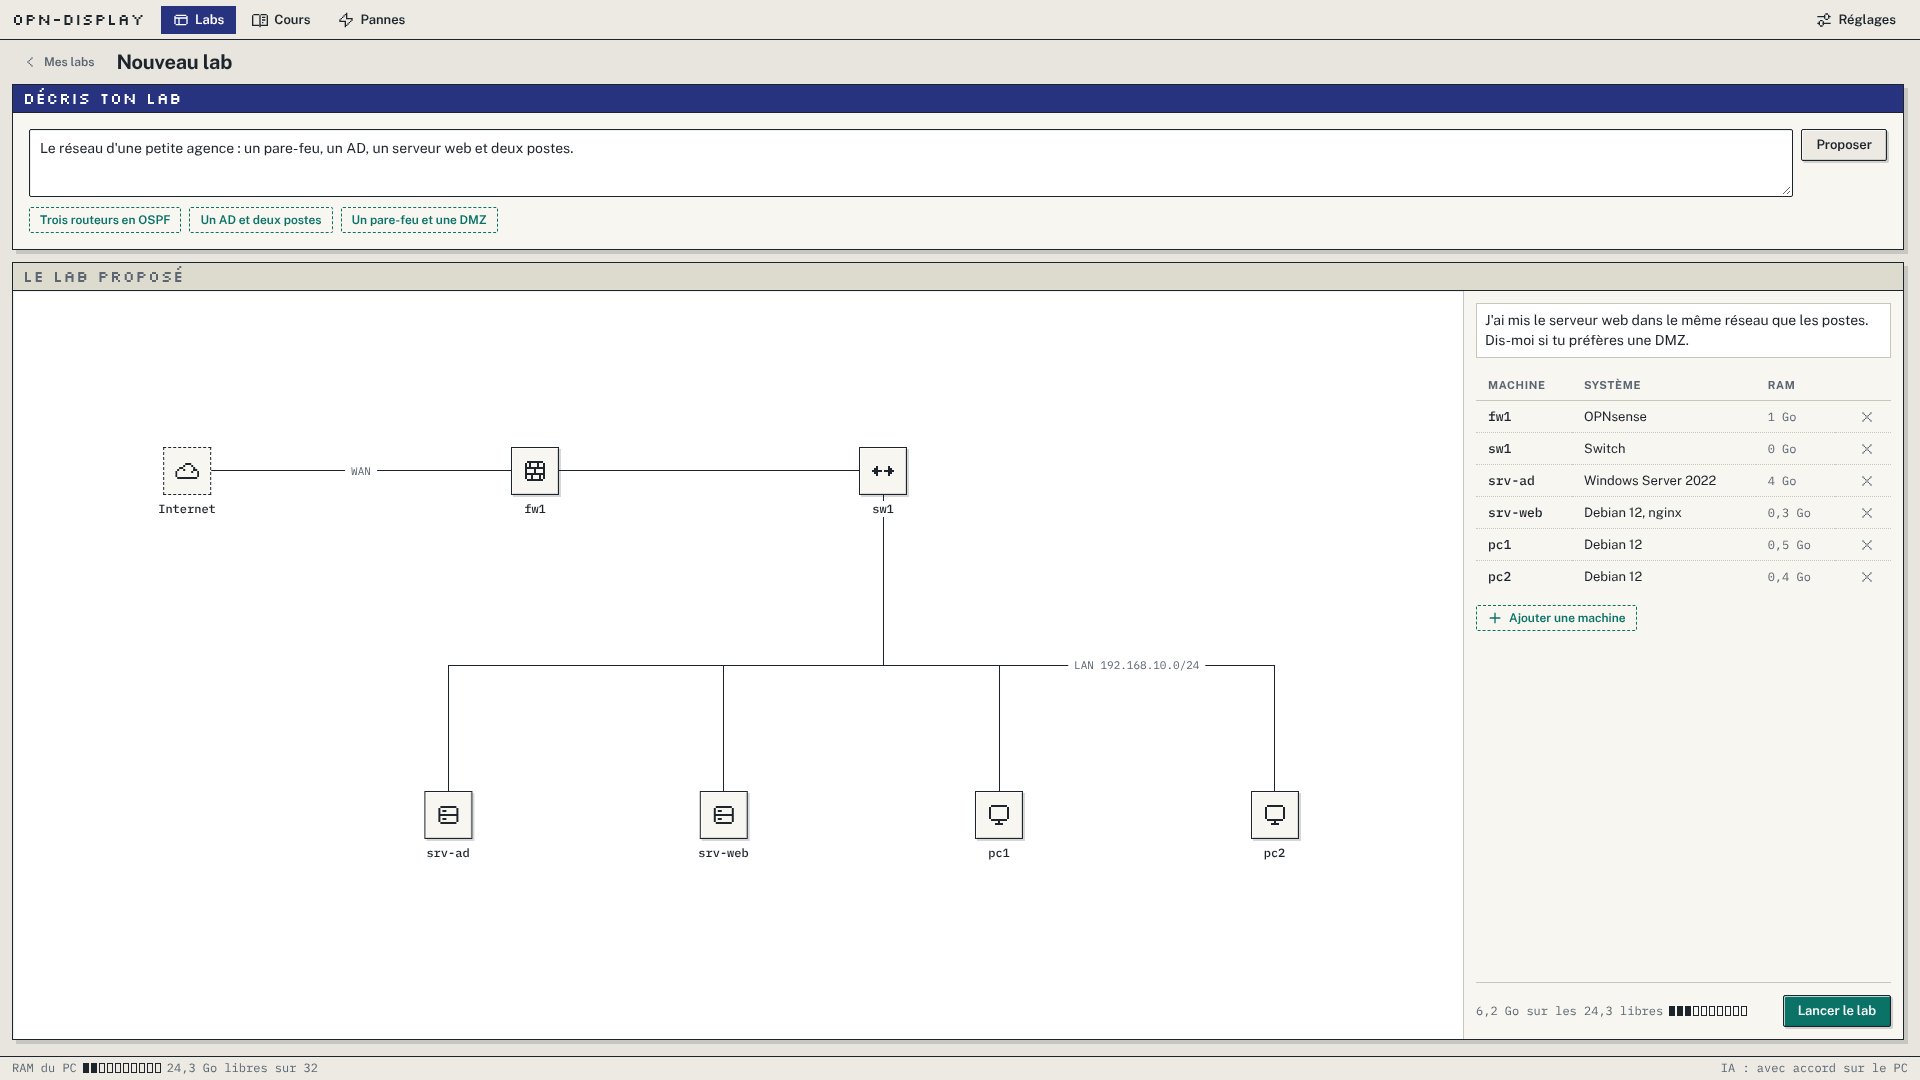 OPN-DISPLAY Labs Cours Pannes Réglages
Mes labs Nouveau lab
DÉCRIS TON LAB
Le réseau d'une petite agence : un pare-feu, un AD, un serveur web et deux postes.
Proposer
Trois routeurs en OSPF Un AD et deux postes Un pare-feu et une DMZ
LE LAB PROPOSÉ
WAN
Internet fw1 sw1
LAN 192.168.10.0/24
srv-ad srv-web pc1 pc2
J'ai mis le serveur web dans le même réseau que les postes.
Dis-moi si tu préfères une DMZ.
MACHINE SYSTÈME RAM
fw1 OPNsense 1 Go
sw1 Switch 0 Go
srv-ad Windows Server 2022 4 Go
srv-web Debian 12, nginx 0,3 Go
pc1 Debian 12 0,5 Go
pc2 Debian 12 0,4 Go
Ajouter une machine
6,2 Go sur les 24,3 libres Lancer le lab
RAM du PC 24,3 Go libres sur 32 IA : avec accord sur le PC